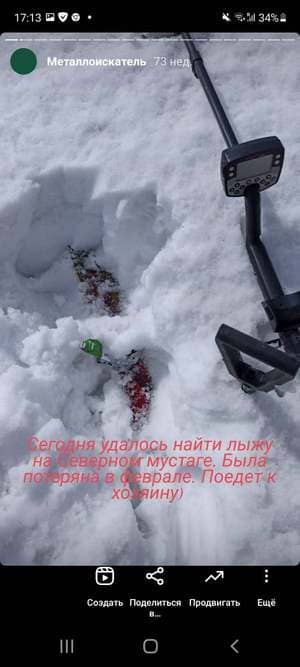 17:13
34%
Металлоискатель 73 нед.
Сегодня удалось найти лыжу
на Северном мустаге. Была
потеряна в феврале. Поедет к
хозяину)
Создать Поделиться в... Продвигать Ещё